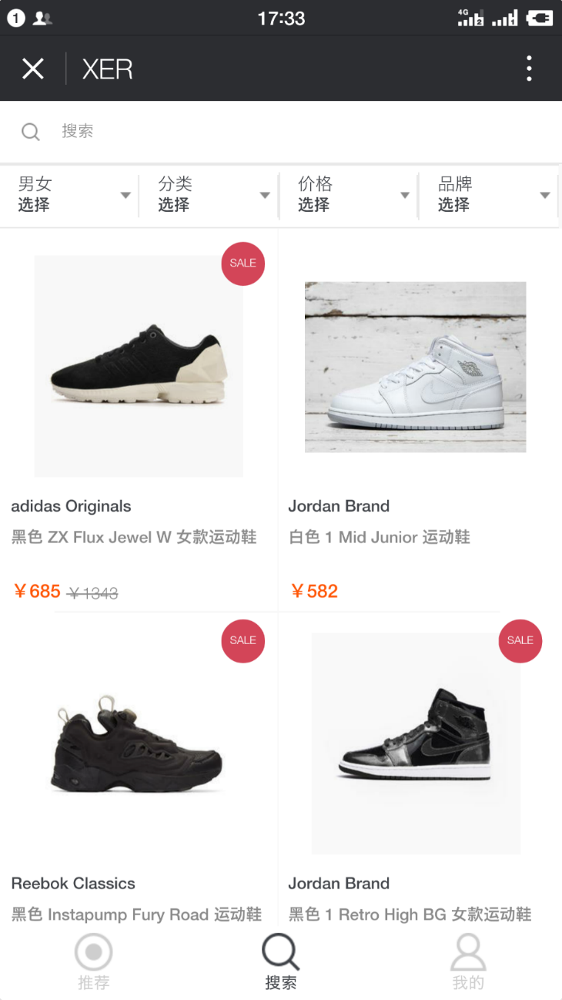 1
17:33
4G
2
XER
搜索
男女
选择
分类
选择
价格
选择
品牌
选择
SALE
adidas Originals
黑色 ZX Flux Jewel W 女款运动鞋
￥685 ￥1343
Jordan Brand
白色 1 Mid Junior 运动鞋
￥582
SALE
Reebok Classics
黑色 Instapump Fury Road 运动鞋
SALE
Jordan Brand
黑色 1 Retro High BG 女款运动鞋
推荐
搜索
我的